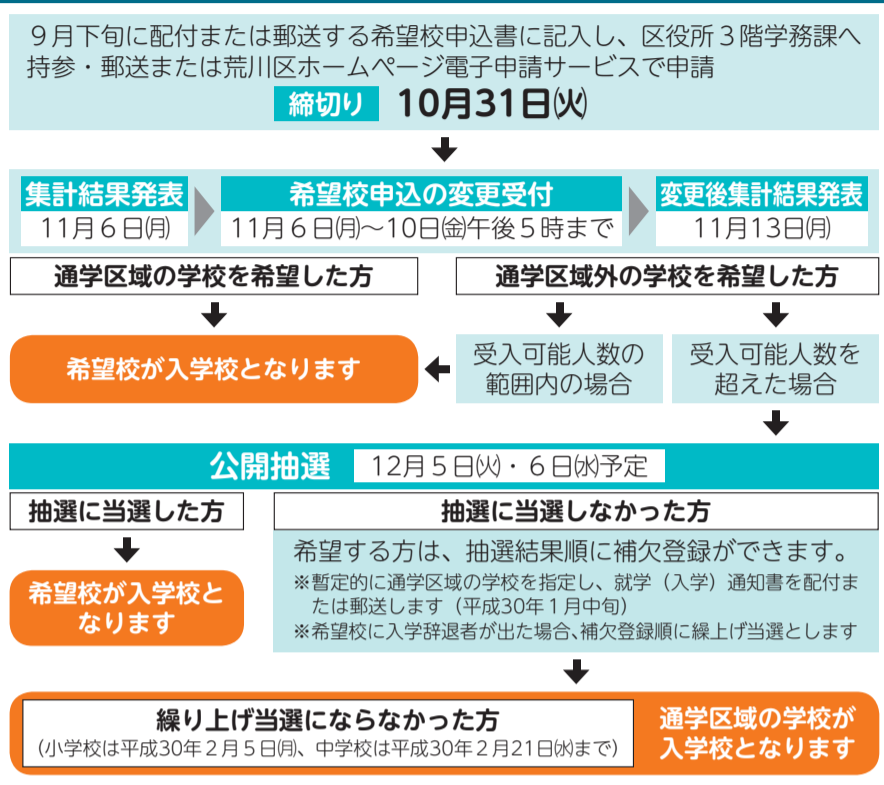 ９月下旬に配付または郵送する希望校申込書に記入し、区役所３階学務課へ
持参・郵送または荒川区ホームページ電子申請サービスで申請
締切り 10月31日㈫
集計結果発表
11月６日㈪
希望校申込の変更受付
11月６日㈪～10日㈮午後５時まで
変更後集計結果発表
11月13日㈪
通学区域の学校を希望した方
通学区域外の学校を希望した方
希望校が入学校となります
受入可能人数の
範囲内の場合
受入可能人数を
超えた場合
公開抽選 12月５日㈫・６日㈬予定
抽選に当選した方
希望校が入学校と
なります
抽選に当選しなかった方
希望する方は、抽選結果順に補欠登録ができます。
※暫定的に通学区域の学校を指定し、就学（入学）通知書を配付ま
たは郵送します（平成30年１月中旬）
※希望校に入学辞退者が出た場合、補欠登録順に繰上げ当選とします
繰り上げ当選にならなかった方
（小学校は平成30年２月５日㈪、中学校は平成30年２月21日㈬まで）
通学区域の学校が
入学校となります